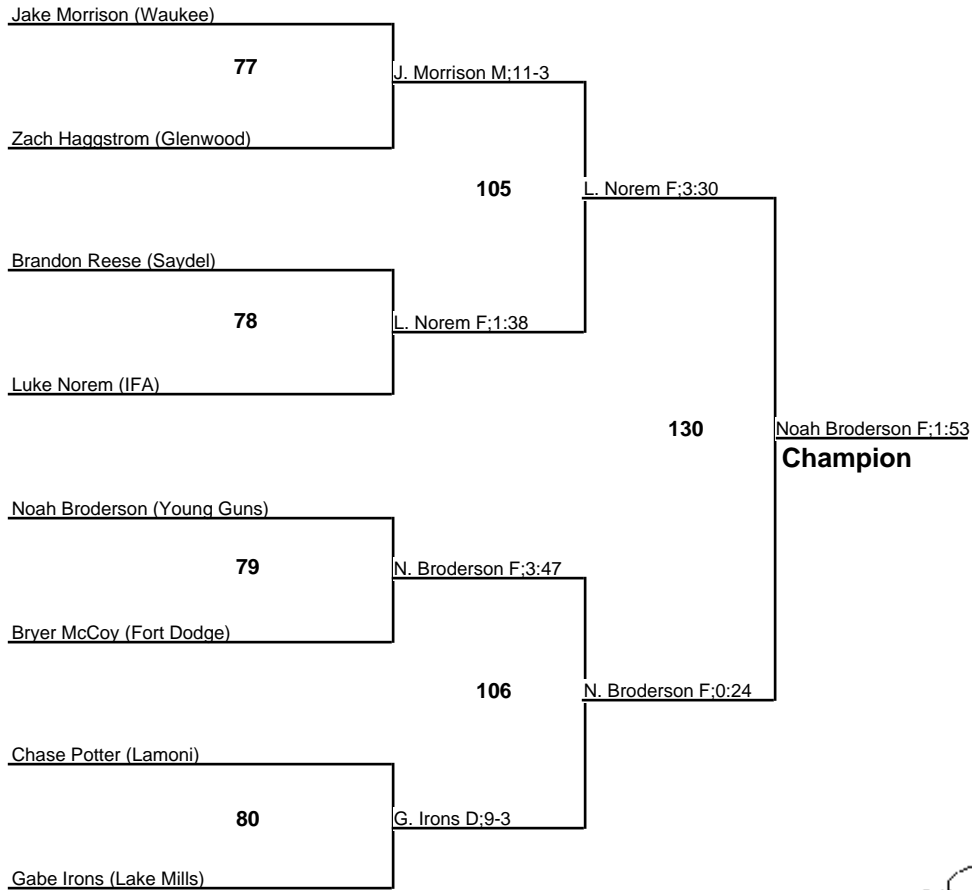 Jake Morrison (Waukee)
77
J. Morrison M;11-3
Zach Haggstrom (Glenwood)
105
L. Norem F;3:30
Brandon Reese (Saydel)
78
L. Norem F;1:38
Luke Norem (IFA)
130
Noah Broderson F;1:53
Champion
Noah Broderson (Young Guns)
79
N. Broderson F;3:47
Bryer McCoy (Fort Dodge)
106
N. Broderson F;0:24
Chase Potter (Lamoni)
80
G. Irons D;9-3
Gabe Irons (Lake Mills)